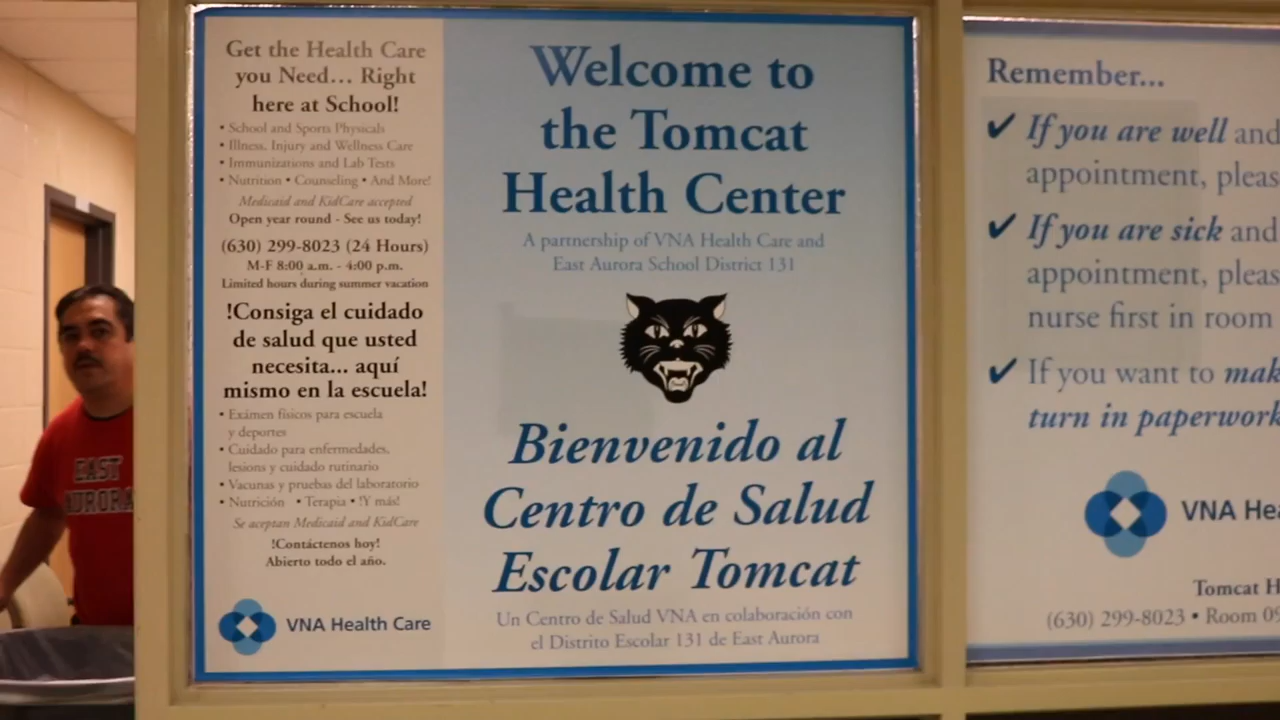 Get the Health Care
you Need... Right
here at School!
• School and Sports Physicals
• Illness, Injury and Wellness Care
• Immunizations and Lab Tests
• Nutrition • Counseling • And More!
Medicaid and KidCare accepted
Open year round - See us today!
(630) 299-8023 (24 Hours)
M-F 8:00 a.m. - 4:00 p.m.
Limited hours during summer vacation
!Consiga el cuidado
de salud que usted
necesita... aquí
mismo en la escuela!
• Exámen físicos para escuela
y deportes
• Cuidado para enfermedades,
lesions y cuidado rutinario
• Vacunas y pruebas del laboratorio
• Nutrición • Terapia • !Y más!
Se aceptan Medicaid and KidCare
!Contáctenos hoy!
Abierto todo el año.
VNA Health Care
Welcome to
the Tomcat
Health Center
A partnership of VNA Health Care and
East Aurora School District 131
Bienvenido al
Centro de Salud
Escolar Tomcat
Un Centro de Salud VNA en colaboración con
el Distrito Escolar 131 de East Aurora
Remember...
✔ If you are well and
appointment, pleas
✔ If you are sick and
appointment, pleas
nurse first in room
✔ If you want to mak
turn in paperwork
VNA He
Tomcat H
(630) 299-8023 • Room 0
EAST
AURORA